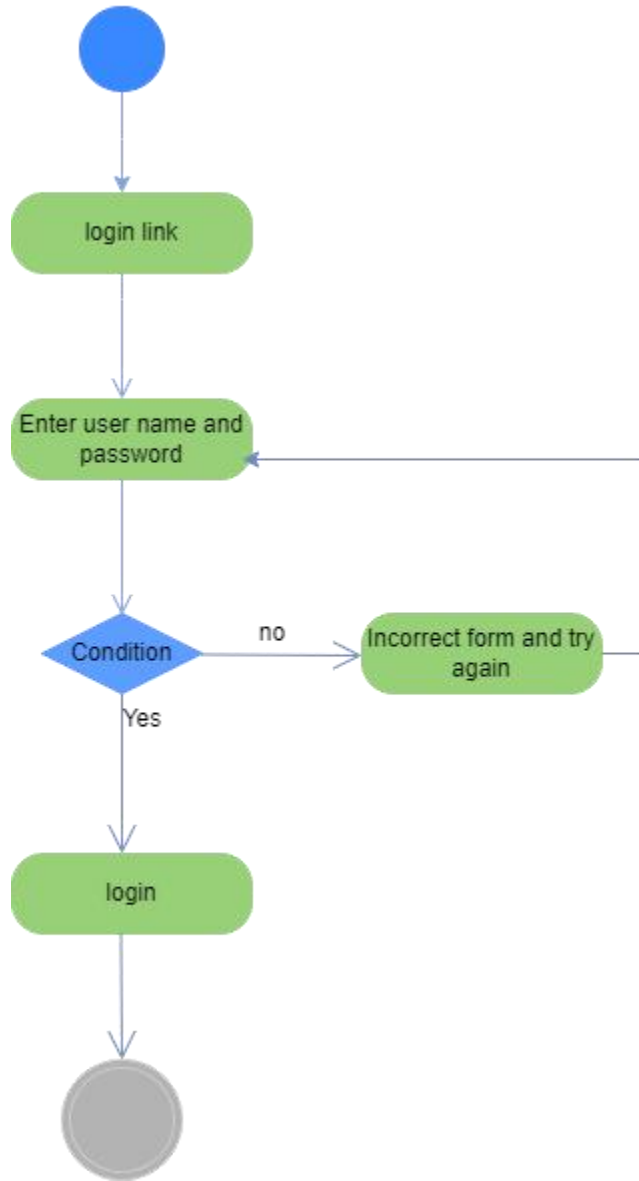 login link
Enter user name and
password
Condition
no
Incorrect form and try
again
Yes
login